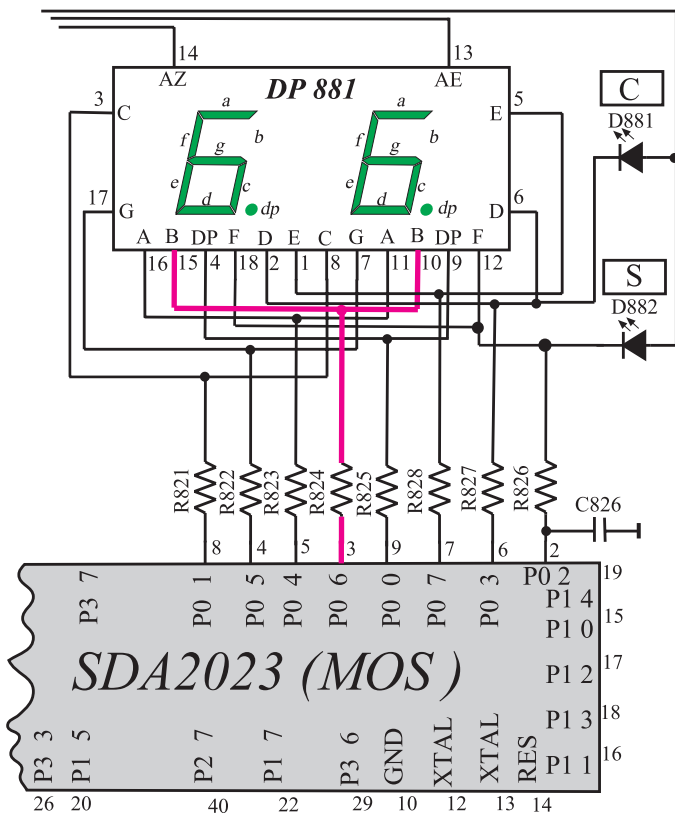 14 13
AZ DP 881 AE
3 C E 5
a a
f b f b
g g
e c e c
d dp d dp
17 G D 6
A B DP F D E C G A B DP F
16 15 4 18 2 1 8 7 11 10 9 12
C
D881
S
D882
R821 R822 R823 R824 R825 R828 R827 R826
C826
8 4 5 3 9 7 6 2
P3 7 P0 1 P0 5 P0 4 P0 6 P0 0 P0 7 P0 3 P0 2
19
P1 4
15
P1 0
SDA2023 (MOS )
17
P1 2
18
P1 3
16
P1 1
P3 3 P1 5 P2 7 P1 7 P3 6 GND XTAL XTAL RES
26 20 40 22 29 10 12 13 14